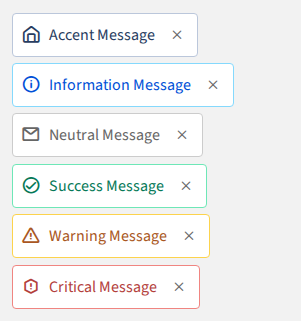 Accent Message
Information Message
Neutral Message
Success Message
Warning Message
Critical Message